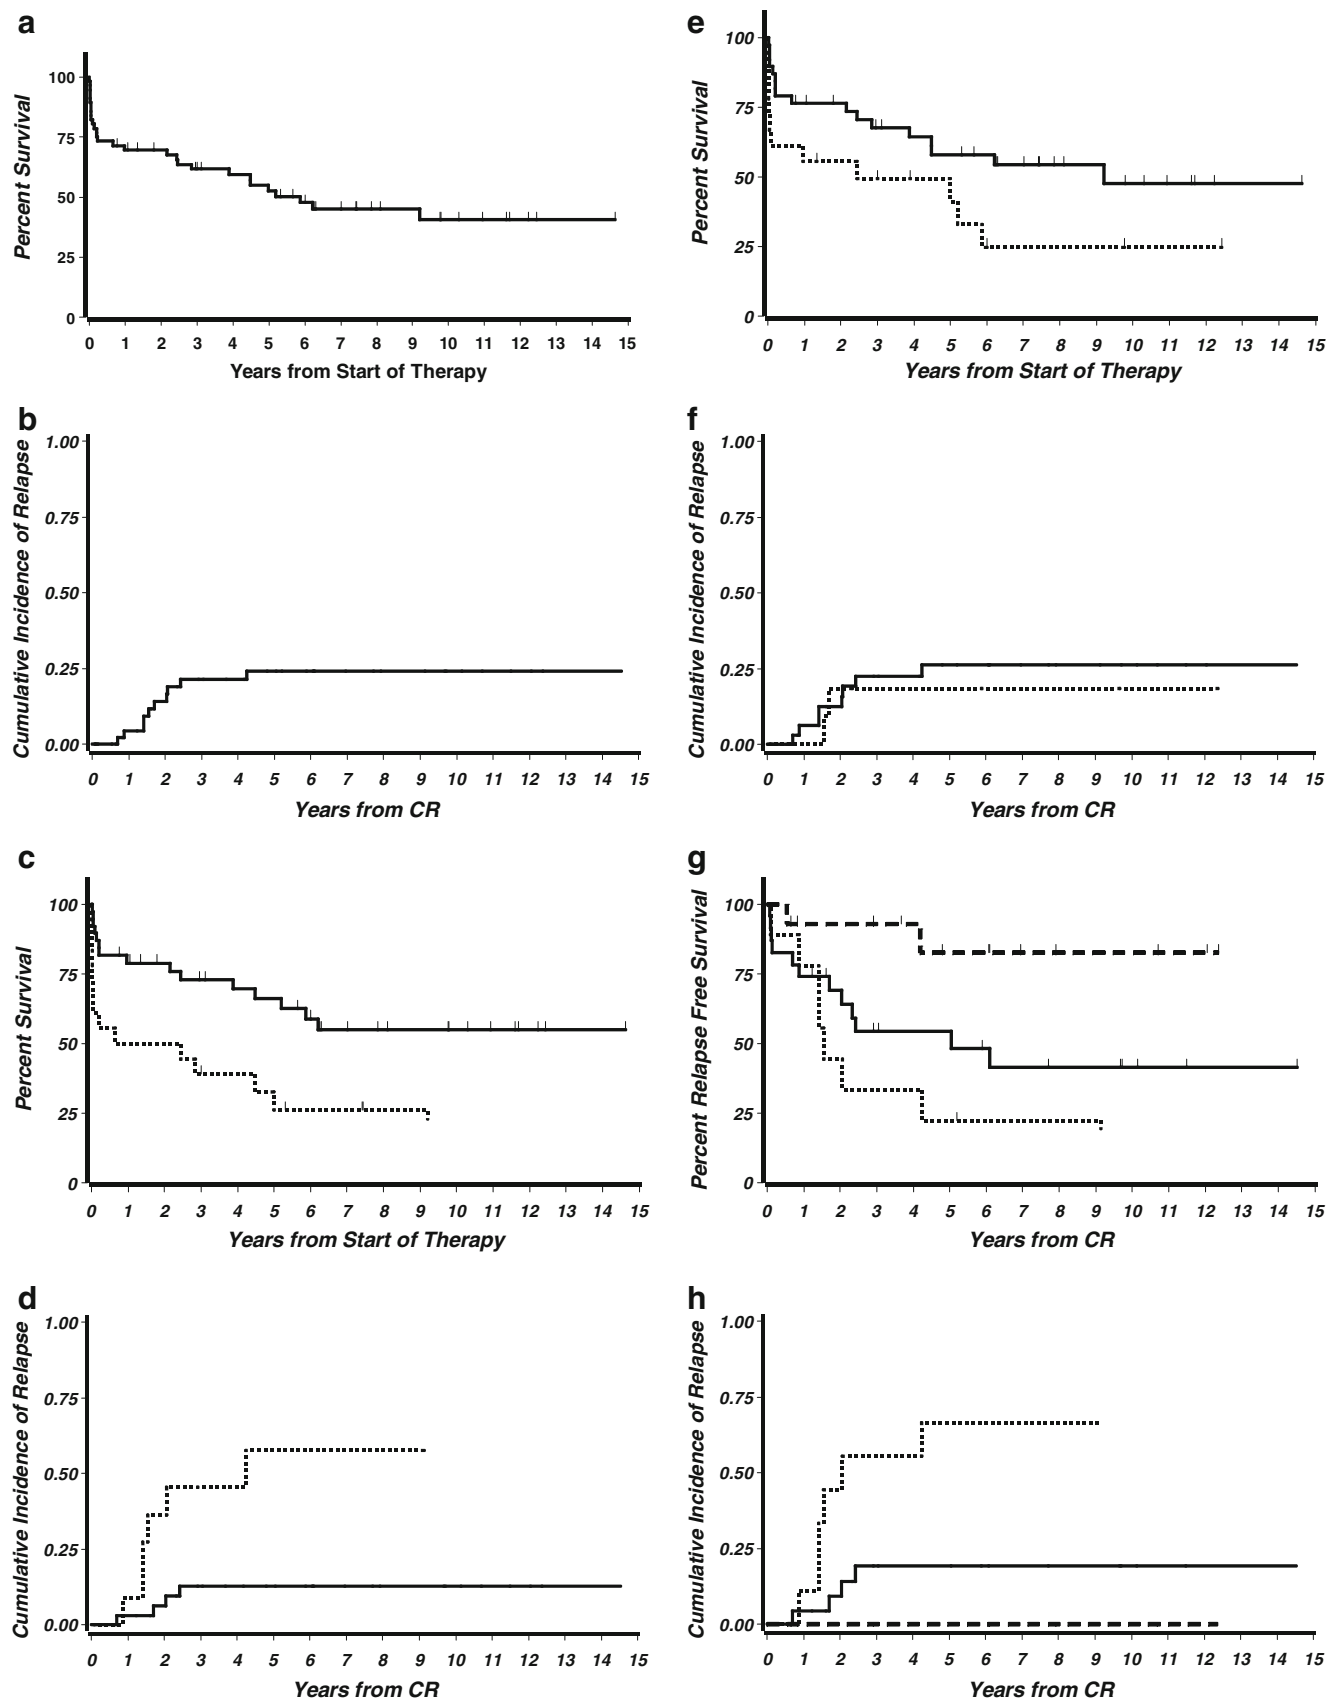 a
Percent Survival
100
75
50
25
0
0 1 2 3 4 5 6 7 8 9 10 11 12 13 14 15
Years from Start of Therapy
b
Cumulative Incidence of Relapse
1.00
0.75
0.50
0.25
0.00
0 1 2 3 4 5 6 7 8 9 10 11 12 13 14 15
Years from CR
c
Percent Survival
100
75
50
25
0
0 1 2 3 4 5 6 7 8 9 10 11 12 13 14 15
Years from Start of Therapy
d
Cumulative Incidence of Relapse
1.00
0.75
0.50
0.25
0.00
0 1 2 3 4 5 6 7 8 9 10 11 12 13 14 15
Years from CR
e
Percent Survival
100
75
50
25
0
0 1 2 3 4 5 6 7 8 9 10 11 12 13 14 15
Years from Start of Therapy
f
Cumulative Incidence of Relapse
1.00
0.75
0.50
0.25
0.00
0 1 2 3 4 5 6 7 8 9 10 11 12 13 14 15
Years from CR
g
Percent Relapse Free Survival
100
75
50
25
0
0 1 2 3 4 5 6 7 8 9 10 11 12 13 14 15
Years from CR
h
Cumulative Incidence of Relapse
1.00
0.75
0.50
0.25
0.00
0 1 2 3 4 5 6 7 8 9 10 11 12 13 14 15
Years from CR